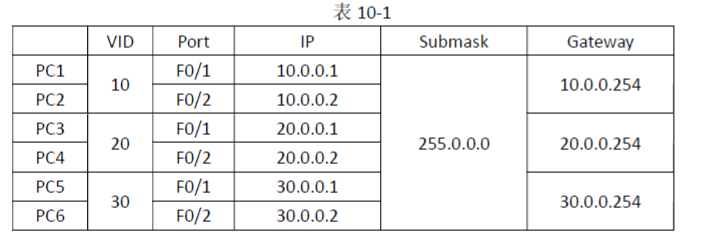 表 10-1
VID Port IP Submask Gateway
PC1 10 F0/1 10.0.0.1 255.0.0.0 10.0.0.254
PC2 F0/2 10.0.0.2
PC3 20 F0/1 20.0.0.1 20.0.0.254
PC4 F0/2 20.0.0.2
PC5 30 F0/1 30.0.0.1 30.0.0.254
PC6 F0/2 30.0.0.2